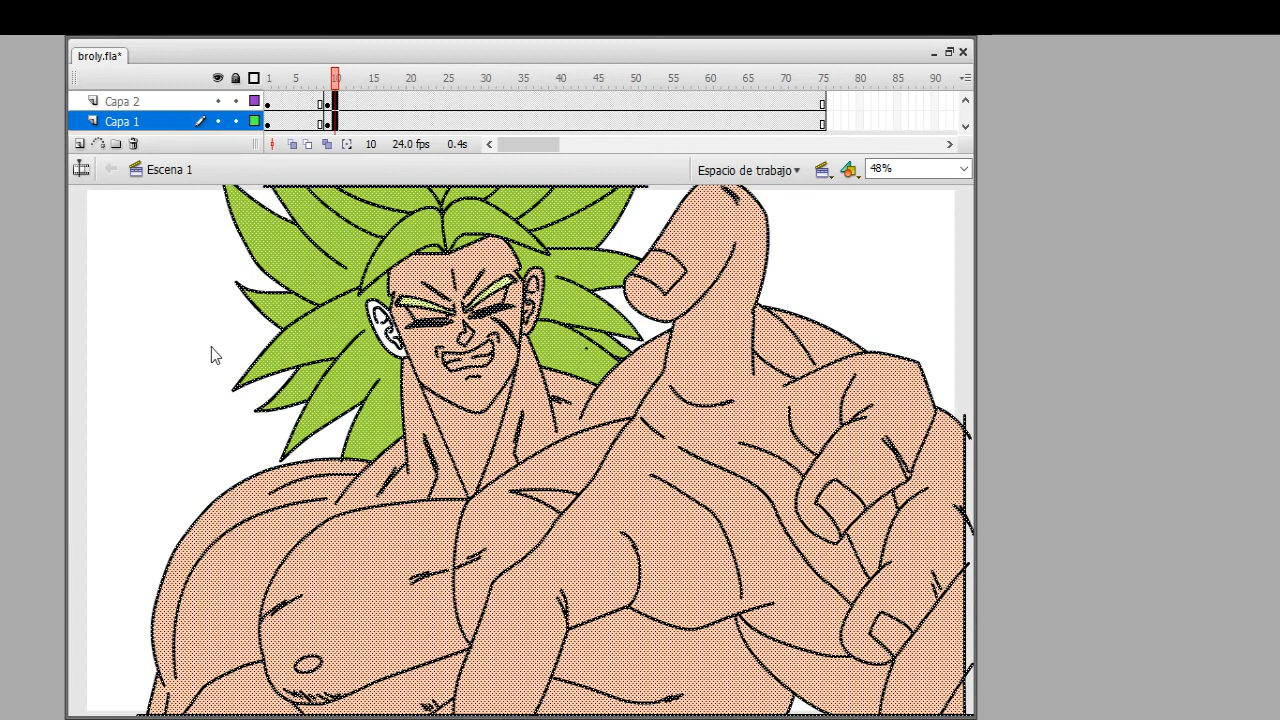 broly.fla*
1 5 10 15 20 25 30 35 40 45 50 55 60 65 70 75 80 85 90
Capa 2
Capa 1
10 24.0 fps 0.4s
Escena 1 Espacio de trabajo 48%